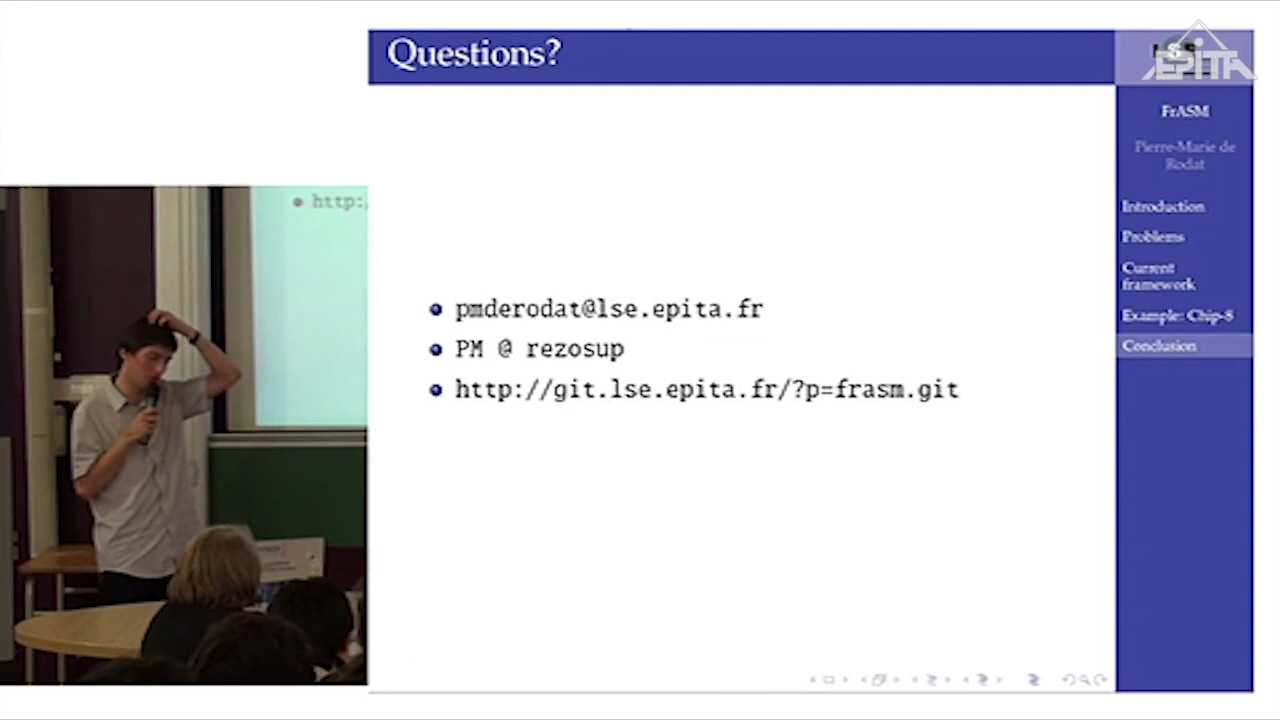 Questions?
EPITA
FrASM
Pierre-Marie de
Rodat
Introduction
Problems
Current
framework
Example: Chip-8
Conclusion
http:/
pmderodat@lse.epita.fr
PM @ rezosup
http://git.lse.epita.fr/?p=frasm.git